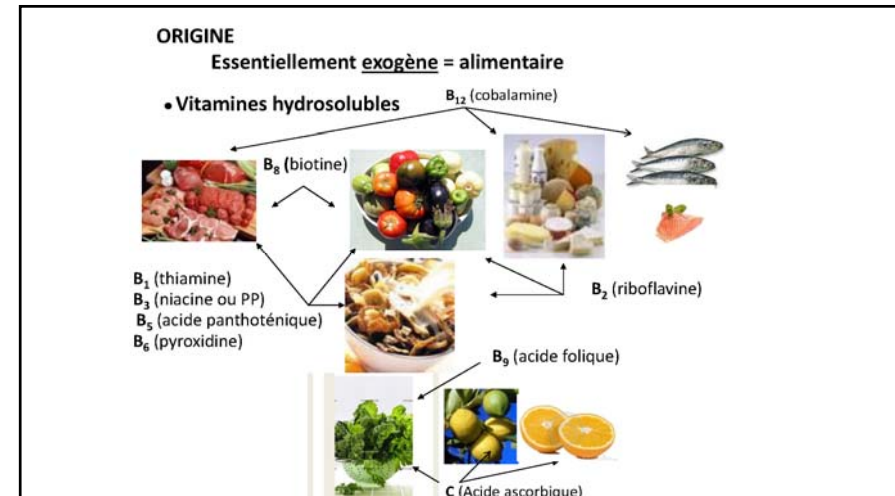 ORIGINE
Essentiellement exogène = alimentaire
• Vitamines hydrosolubles
B₁₂ (cobalamine)
B₈ (biotine)
B₁ (thiamine)
B₃ (niacine ou PP)
B₅ (acide panthoténique)
B₆ (pyroxidine)
B₂ (riboflavine)
B₉ (acide folique)
C (Acide ascorbique)